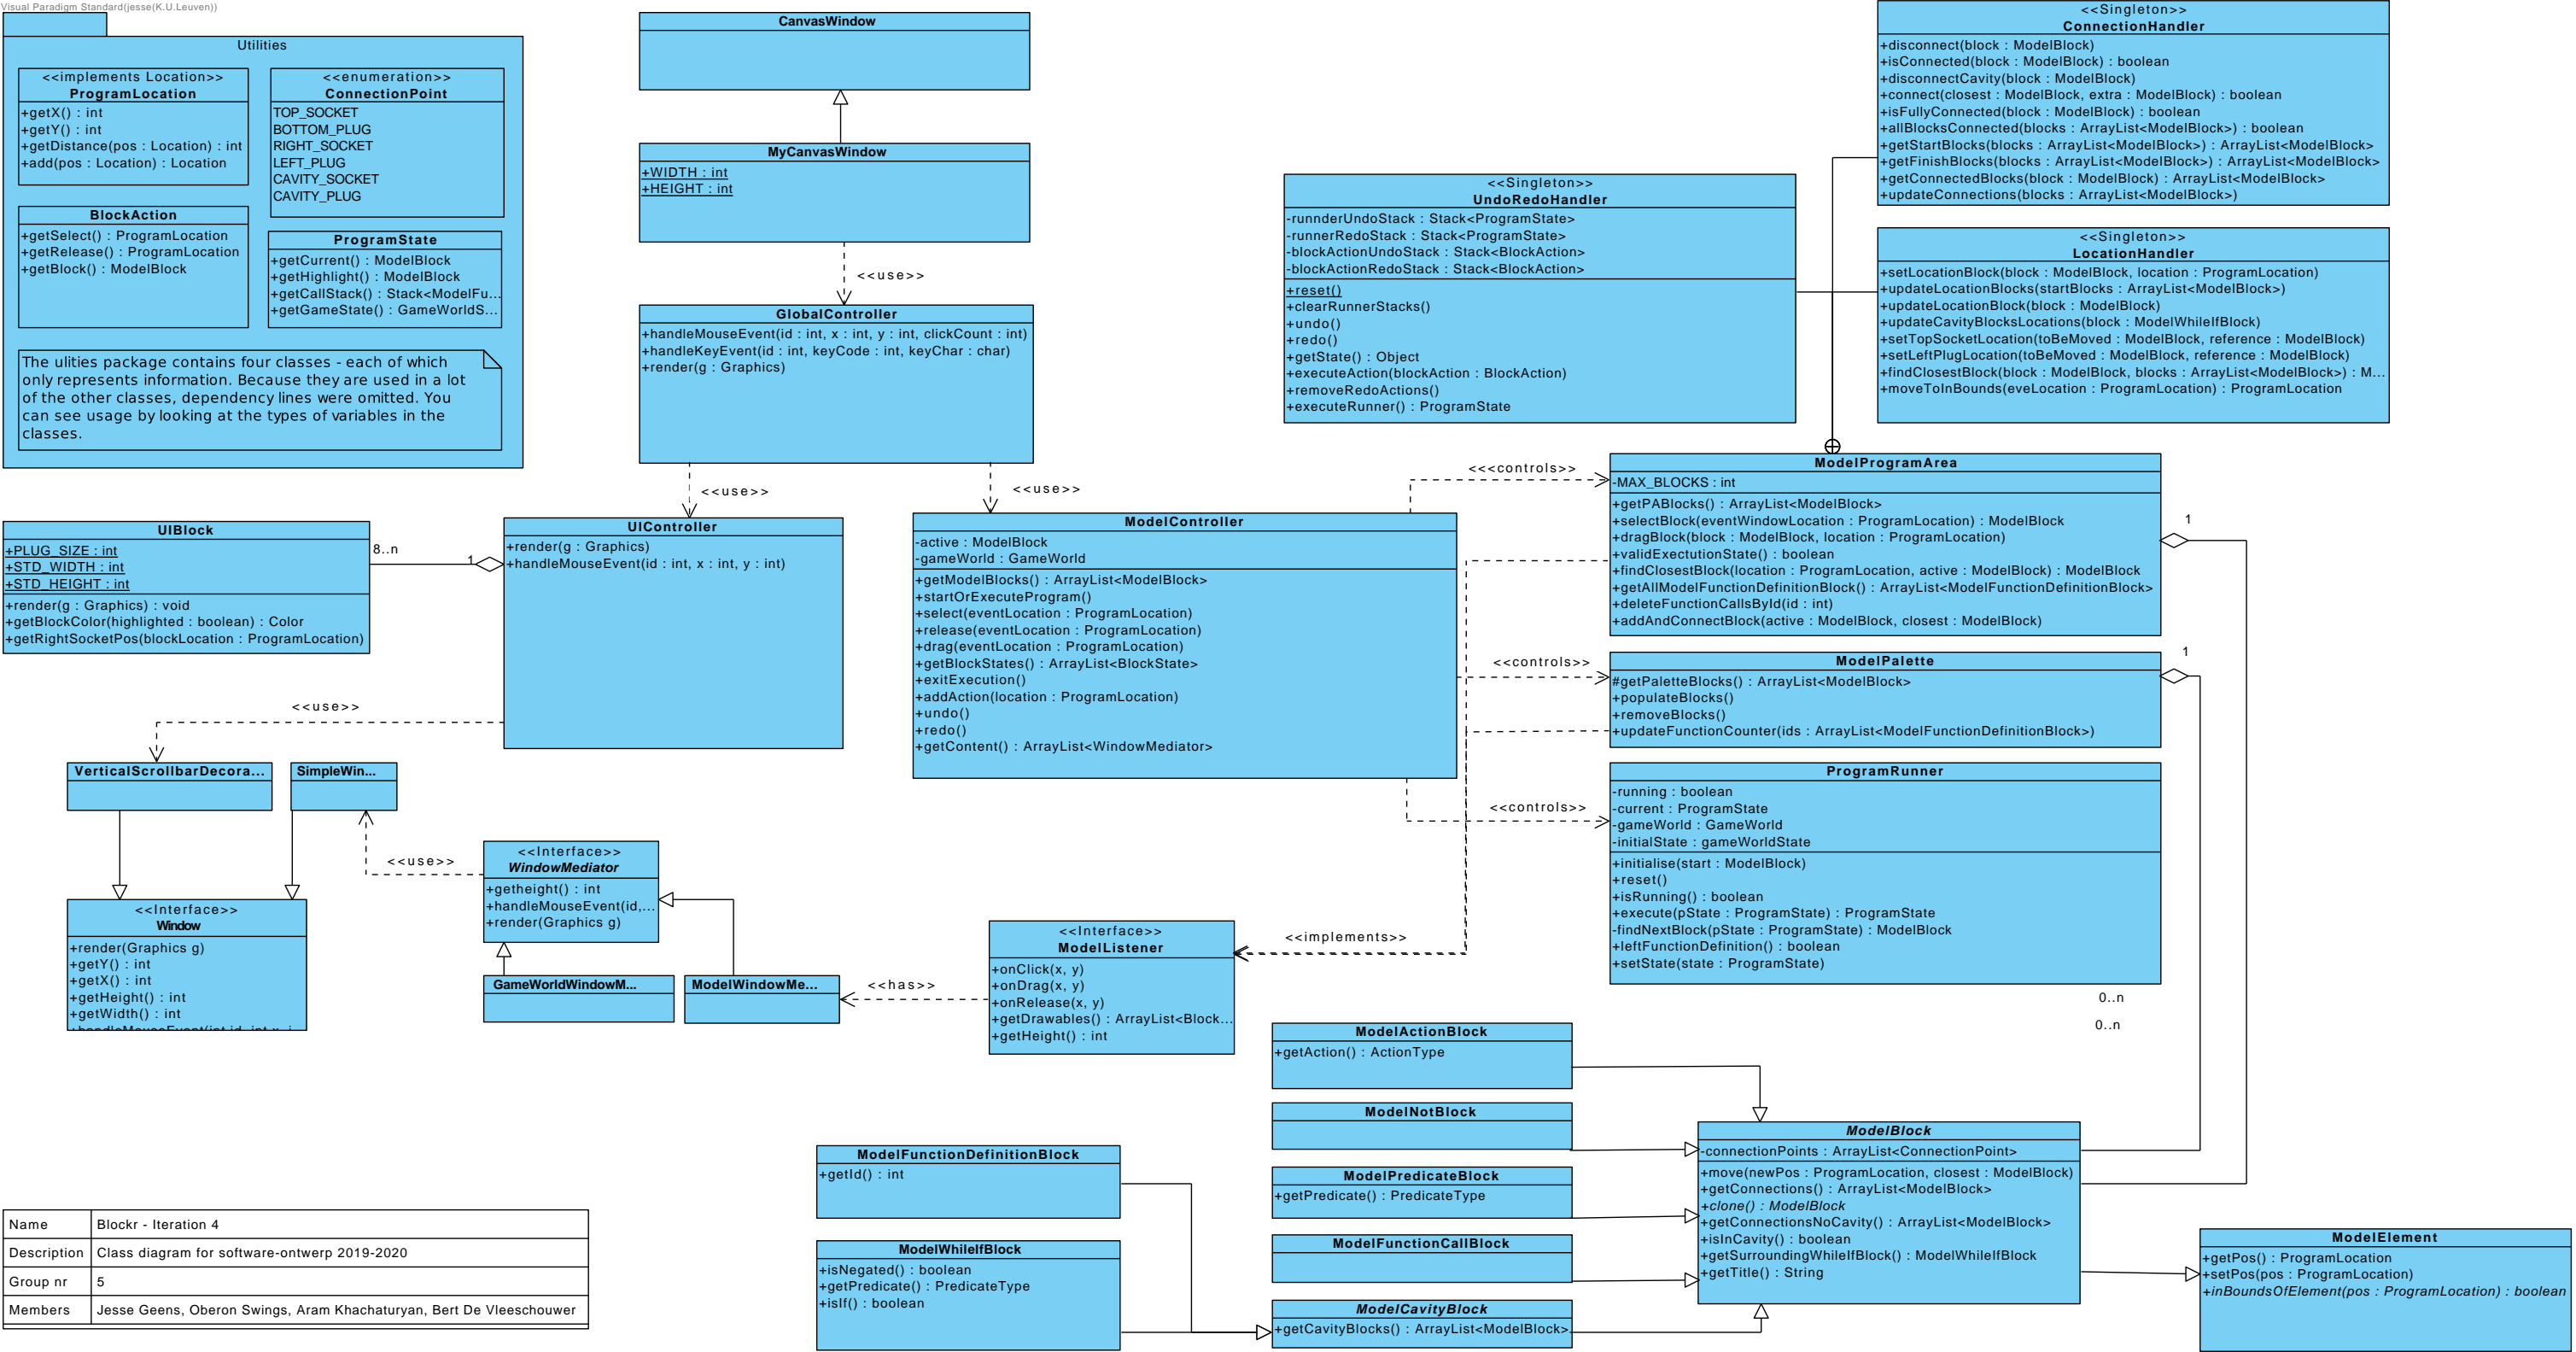 Visual Paradigm Standard(jesse(K.U.Leuven))
Utilities
<<implements Location>>
ProgramLocation
+getX() : int
+getY() : int
+getDistance(pos : Location) : int
+add(pos : Location) : Location
<<enumeration>>
ConnectionPoint
TOP_SOCKET
BOTTOM_PLUG
RIGHT_SOCKET
LEFT_PLUG
CAVITY_SOCKET
CAVITY_PLUG
BlockAction
+getSelect() : ProgramLocation
+getRelease() : ProgramLocation
+getBlock() : ModelBlock
ProgramState
+getCurrent() : ModelBlock
+getHighlight() : ModelBlock
+getCallStack() : Stack<ModelFu...
+getGameState() : GameWorldS...
The ulities package contains four classes - each of which
only represents information. Because they are used in a lot
of the other classes, dependency lines were omitted. You
can see usage by looking at the types of variables in the
classes.
CanvasWindow
MyCanvasWindow
+WIDTH : int
+HEIGHT : int
<<use>>
GlobalController
+handleMouseEvent(id : int, x : int, y : int, clickCount : int)
+handleKeyEvent(id : int, keyCode : int, keyChar : char)
+render(g : Graphics)
<<use>>
<<use>>
<<Singleton>>
UndoRedoHandler
-runnderUndoStack : Stack<ProgramState>
-runnerRedoStack : Stack<ProgramState>
-blockActionUndoStack : Stack<BlockAction>
-blockActionRedoStack : Stack<BlockAction>
+reset()
+clearRunnerStacks()
+undo()
+redo()
+getState() : Object
+executeAction(blockAction : BlockAction)
+removeRedoActions()
+executeRunner() : ProgramState
<<Singleton>>
ConnectionHandler
+disconnect(block : ModelBlock)
+isConnected(block : ModelBlock) : boolean
+disconnectCavity(block : ModelBlock)
+connect(closest : ModelBlock, extra : ModelBlock) : boolean
+isFullyConnected(block : ModelBlock) : boolean
+allBlocksConnected(blocks : ArrayList<ModelBlock>) : boolean
+getStartBlocks(blocks : ArrayList<ModelBlock>) : ArrayList<ModelBlock>
+getFinishBlocks(blocks : ArrayList<ModelBlock>) : ArrayList<ModelBlock>
+getConnectedBlocks(block : ModelBlock) : ArrayList<ModelBlock>
+updateConnections(blocks : ArrayList<ModelBlock>)
<<Singleton>>
LocationHandler
+setLocationBlock(block : ModelBlock, location : ProgramLocation)
+updateLocationBlocks(startBlocks : ArrayList<ModelBlock>)
+updateLocationBlock(block : ModelBlock)
+updateCavityBlocksLocations(block : ModelWhileIfBlock)
+setTopSocketLocation(toBeMoved : ModelBlock, reference : ModelBlock)
+setLeftPlugLocation(toBeMoved : ModelBlock, reference : ModelBlock)
+findClosestBlock(block : ModelBlock, blocks : ArrayList<ModelBlock>) : M...
+moveToInBounds(eveLocation : ProgramLocation) : ProgramLocation
UIBlock
+PLUG_SIZE : int
+STD_WIDTH : int
+STD_HEIGHT : int
+render(g : Graphics) : void
+getBlockColor(highlighted : boolean) : Color
+getRightSocketPos(blockLocation : ProgramLocation)
8..n
1
UIController
+render(g : Graphics)
+handleMouseEvent(id : int, x : int, y : int)
<<use>>
ModelController
-active : ModelBlock
-gameWorld : GameWorld
+getModelBlocks() : ArrayList<ModelBlock>
+startOrExecuteProgram()
+select(eventLocation : ProgramLocation)
+release(eventLocation : ProgramLocation)
+drag(eventLocation : ProgramLocation)
+getBlockStates() : ArrayList<BlockState>
+exitExecution()
+addAction(location : ProgramLocation)
+undo()
+redo()
+getContent() : ArrayList<WindowMediator>
<<<controls>>
<<controls>>
<<controls>>
ModelProgramArea
-MAX_BLOCKS : int
+getPABlocks() : ArrayList<ModelBlock>
+selectBlock(eventWindowLocation : ProgramLocation) : ModelBlock
+dragBlock(block : ModelBlock, location : ProgramLocation)
+validExectutionState() : boolean
+findClosestBlock(location : ProgramLocation, active : ModelBlock) : ModelBlock
+getAllModelFunctionDefinitionBlock() : ArrayList<ModelFunctionDefinitionBlock>
+deleteFunctionCallsById(id : int)
+addAndConnectBlock(active : ModelBlock, closest : ModelBlock)
1
ModelPalette
#getPaletteBlocks() : ArrayList<ModelBlock>
+populateBlocks()
+removeBlocks()
+updateFunctionCounter(ids : ArrayList<ModelFunctionDefinitionBlock>)
1
ProgramRunner
-running : boolean
-current : ProgramState
-gameWorld : GameWorld
-initialState : gameWorldState
+initialise(start : ModelBlock)
+reset()
+isRunning() : boolean
+execute(pState : ProgramState) : ProgramState
-findNextBlock(pState : ProgramState) : ModelBlock
+leftFunctionDefinition() : boolean
+setState(state : ProgramState)
0..n
0..n
VerticalScrollbarDecora...
SimpleWin...
<<use>>
<<Interface>>
Window
+render(Graphics g)
+getY() : int
+getX() : int
+getHeight() : int
+getWidth() : int
<<Interface>>
WindowMediator
+getheight() : int
+handleMouseEvent(id,...
+render(Graphics g)
GameWorldWindowM...
ModelWindowMe...
<<has>>
<<Interface>>
ModelListener
+onClick(x, y)
+onDrag(x, y)
+onRelease(x, y)
+getDrawables() : ArrayList<Block...
+getHeight() : int
<<implements>>
ModelActionBlock
+getAction() : ActionType
ModelNotBlock
ModelPredicateBlock
+getPredicate() : PredicateType
ModelFunctionCallBlock
ModelCavityBlock
+getCavityBlocks() : ArrayList<ModelBlock>
ModelFunctionDefinitionBlock
+getId() : int
ModelWhileIfBlock
+isNegated() : boolean
+getPredicate() : PredicateType
+isIf() : boolean
ModelBlock
-connectionPoints : ArrayList<ConnectionPoint>
+move(newPos : ProgramLocation, closest : ModelBlock)
+getConnections() : ArrayList<ModelBlock>
+clone() : ModelBlock
+getConnectionsNoCavity() : ArrayList<ModelBlock>
+isInCavity() : boolean
+getSurroundingWhileIfBlock() : ModelWhileIfBlock
+getTitle() : String
ModelElement
+getPos() : ProgramLocation
+setPos(pos : ProgramLocation)
+inBoundsOfElement(pos : ProgramLocation) : boolean
Name Blockr - Iteration 4
Description Class diagram for software-ontwerp 2019-2020
Group nr 5
Members Jesse Geens, Oberon Swings, Aram Khachaturyan, Bert De Vleeschouwer